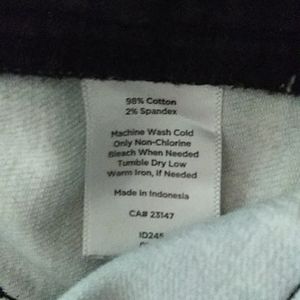 98% Cotton
2% Spandex
Machine Wash Cold
Only Non-Chlorine
Bleach When Needed
Tumble Dry Low
Warm Iron, If Needed
Made in Indonesia
CA# 23147
ID245